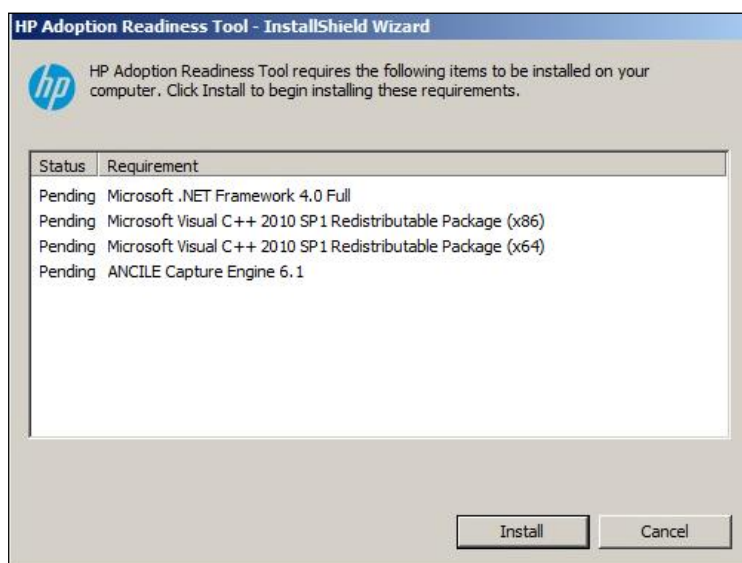 HP Adoption Readiness Tool - InstallShield Wizard
hp
HP Adoption Readiness Tool requires the following items to be installed on your
computer. Click Install to begin installing these requirements.
Status Requirement
Pending Microsoft .NET Framework 4.0 Full
Pending Microsoft Visual C++ 2010 SP1 Redistributable Package (x86)
Pending Microsoft Visual C++ 2010 SP1 Redistributable Package (x64)
Pending ANCILE Capture Engine 6.1
Install Cancel